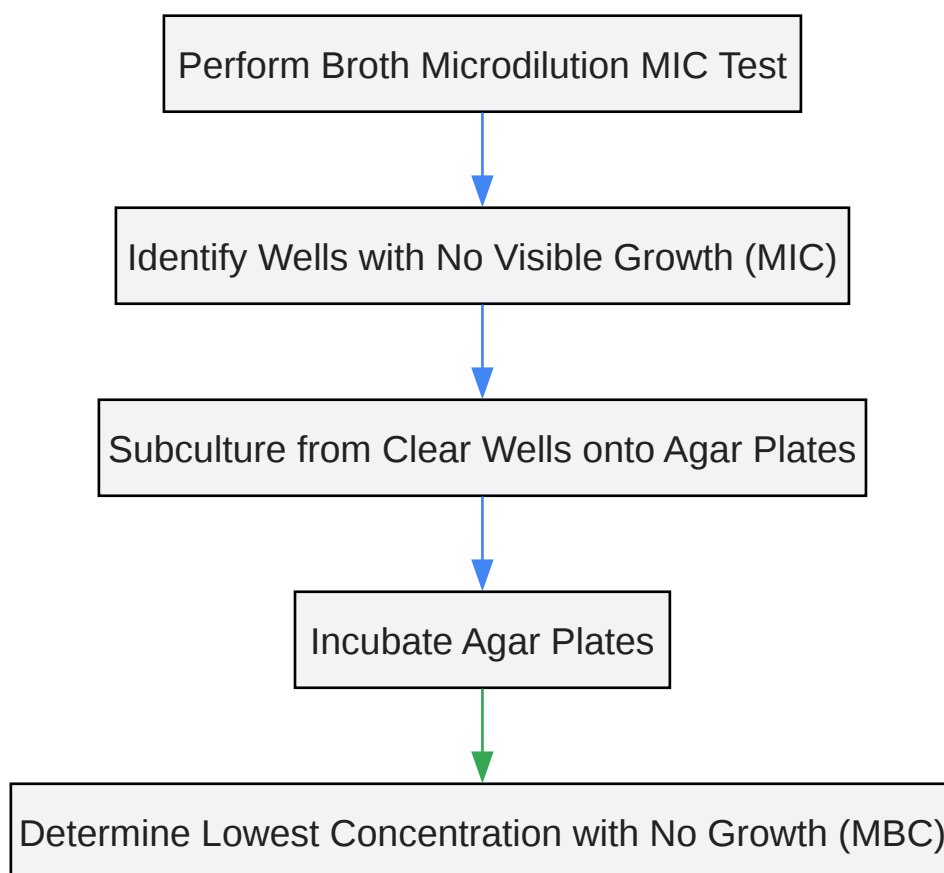 Perform Broth Microdilution MIC Test
Identify Wells with No Visible Growth (MIC)
Subculture from Clear Wells onto Agar Plates
Incubate Agar Plates
Determine Lowest Concentration with No Growth (MBC)